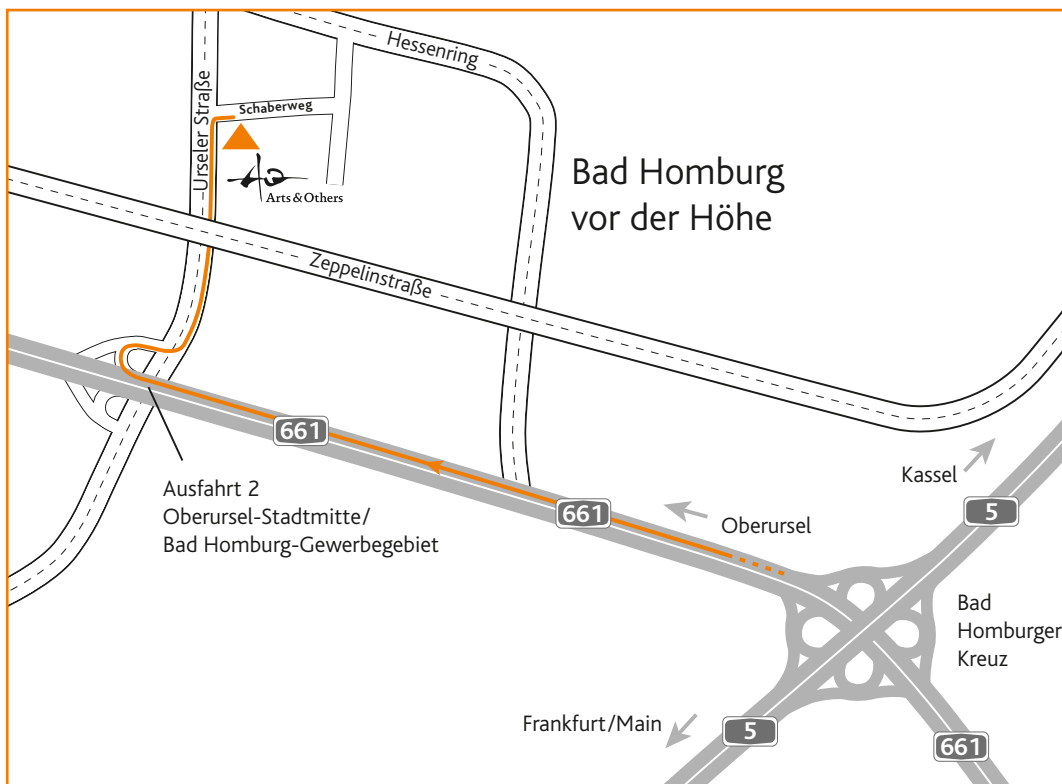 Hessenring
Urseler Straße
Schaberweg
Arts & Others
Bad Homburg
vor der Höhe
Zeppelinstraße
661
Ausfahrt 2
Oberursel-Stadtmitte/
Bad Homburg-Gewerbegebiet
661
Oberursel
Kassel
5
Bad
Homburger
Kreuz
Frankfurt/Main
5
661